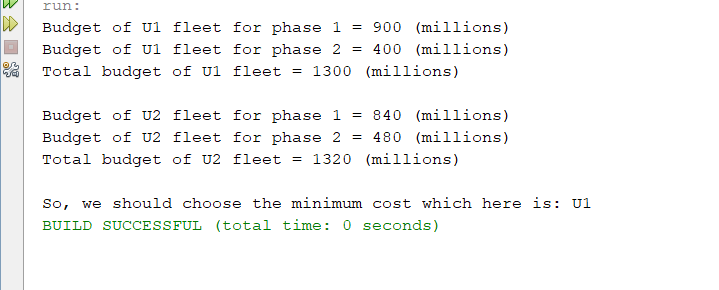 run:
Budget of U1 fleet for phase 1 = 900 (millions)
Budget of U1 fleet for phase 2 = 400 (millions)
Total budget of U1 fleet = 1300 (millions)
Budget of U2 fleet for phase 1 = 840 (millions)
Budget of U2 fleet for phase 2 = 480 (millions)
Total budget of U2 fleet = 1320 (millions)
So, we should choose the minimum cost which here is: U1
BUILD SUCCESSFUL (total time: 0 seconds)